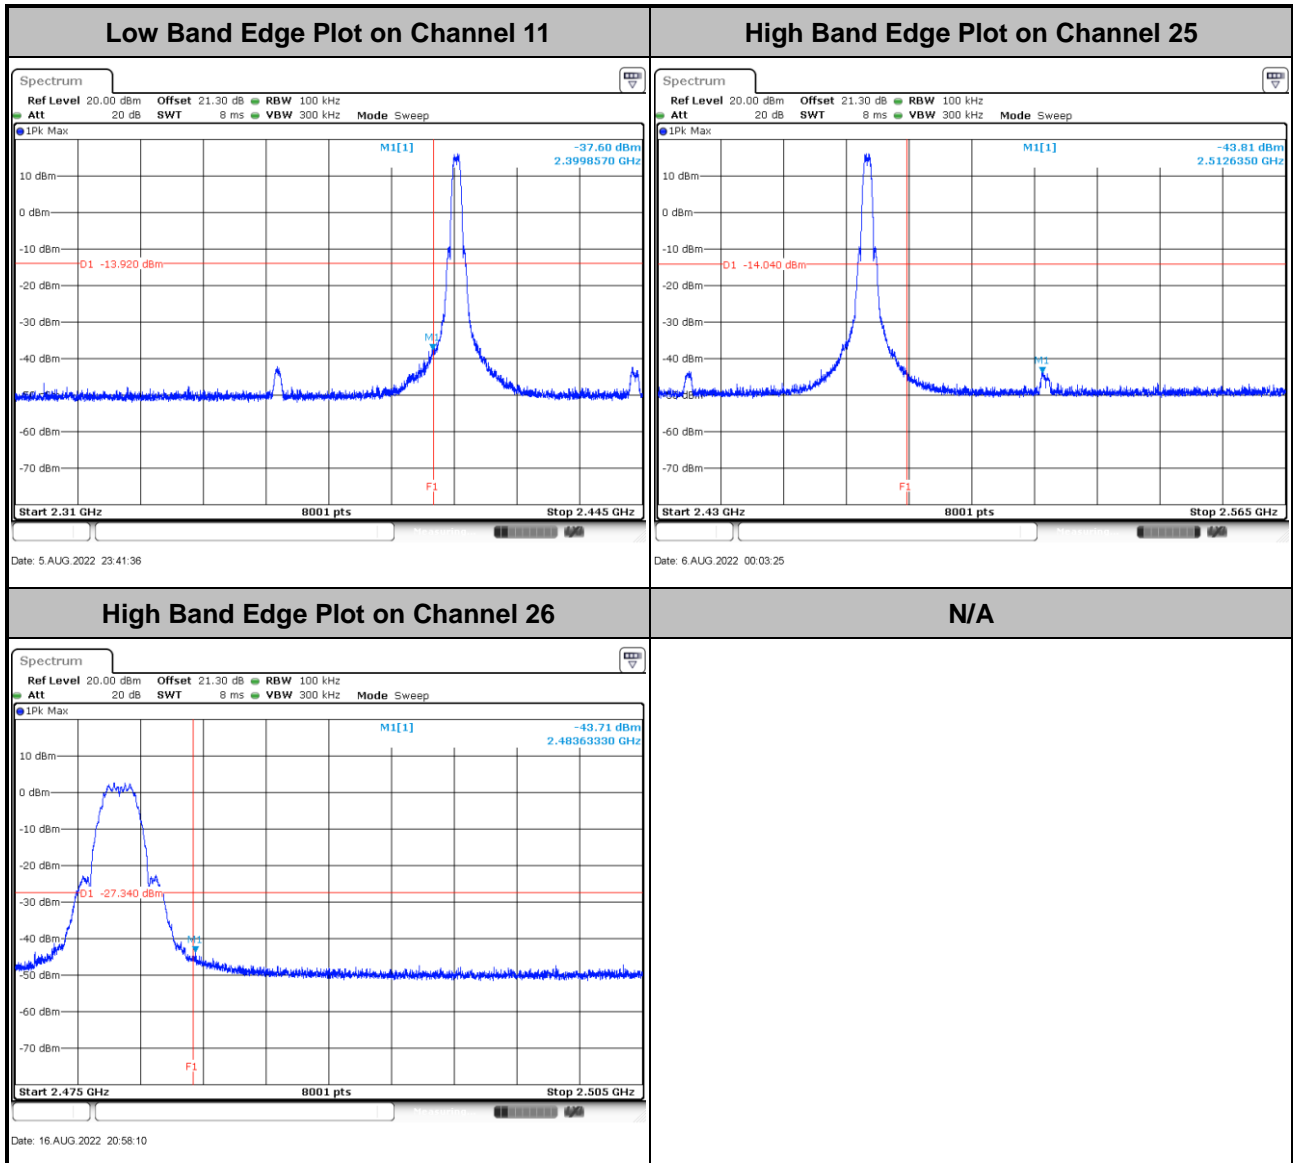 Low Band Edge Plot on Channel 11
High Band Edge Plot on Channel 25
Spectrum
Ref Level 20.00 dBm Offset 21.30 dB RBW 100 kHz
Att 20 dB SWT 8 ms VBW 300 kHz Mode Sweep
1Pk Max
M1[1] -37.60 dBm
2.3998570 GHz
10 dBm
0 dBm
-10 dBm
D1 -13.920 dBm
-20 dBm
-30 dBm
M1
-40 dBm
-60 dBm
-70 dBm
F1
Start 2.31 GHz 8001 pts Stop 2.445 GHz
Measuring...
Date: 5.AUG.2022 23:41:36
Spectrum
Ref Level 20.00 dBm Offset 21.30 dB RBW 100 kHz
Att 20 dB SWT 8 ms VBW 300 kHz Mode Sweep
1Pk Max
M1[1] -43.81 dBm
2.5126350 GHz
10 dBm
0 dBm
-10 dBm
D1 -14.040 dBm
-20 dBm
-30 dBm
-40 dBm
M1
-50 dBm
-60 dBm
-70 dBm
F1
Start 2.43 GHz 8001 pts Stop 2.565 GHz
Measuring...
Date: 6.AUG.2022 00:03:25
High Band Edge Plot on Channel 26
N/A
Spectrum
Ref Level 20.00 dBm Offset 21.30 dB RBW 100 kHz
Att 20 dB SWT 8 ms VBW 300 kHz Mode Sweep
1Pk Max
M1[1] -43.71 dBm
2.48363330 GHz
10 dBm
0 dBm
-10 dBm
-20 dBm
D1 -27.340 dBm
-30 dBm
-40 dBm
M1
-50 dBm
-60 dBm
-70 dBm
F1
Start 2.475 GHz 8001 pts Stop 2.505 GHz
Measuring...
Date: 16.AUG.2022 20:58:10